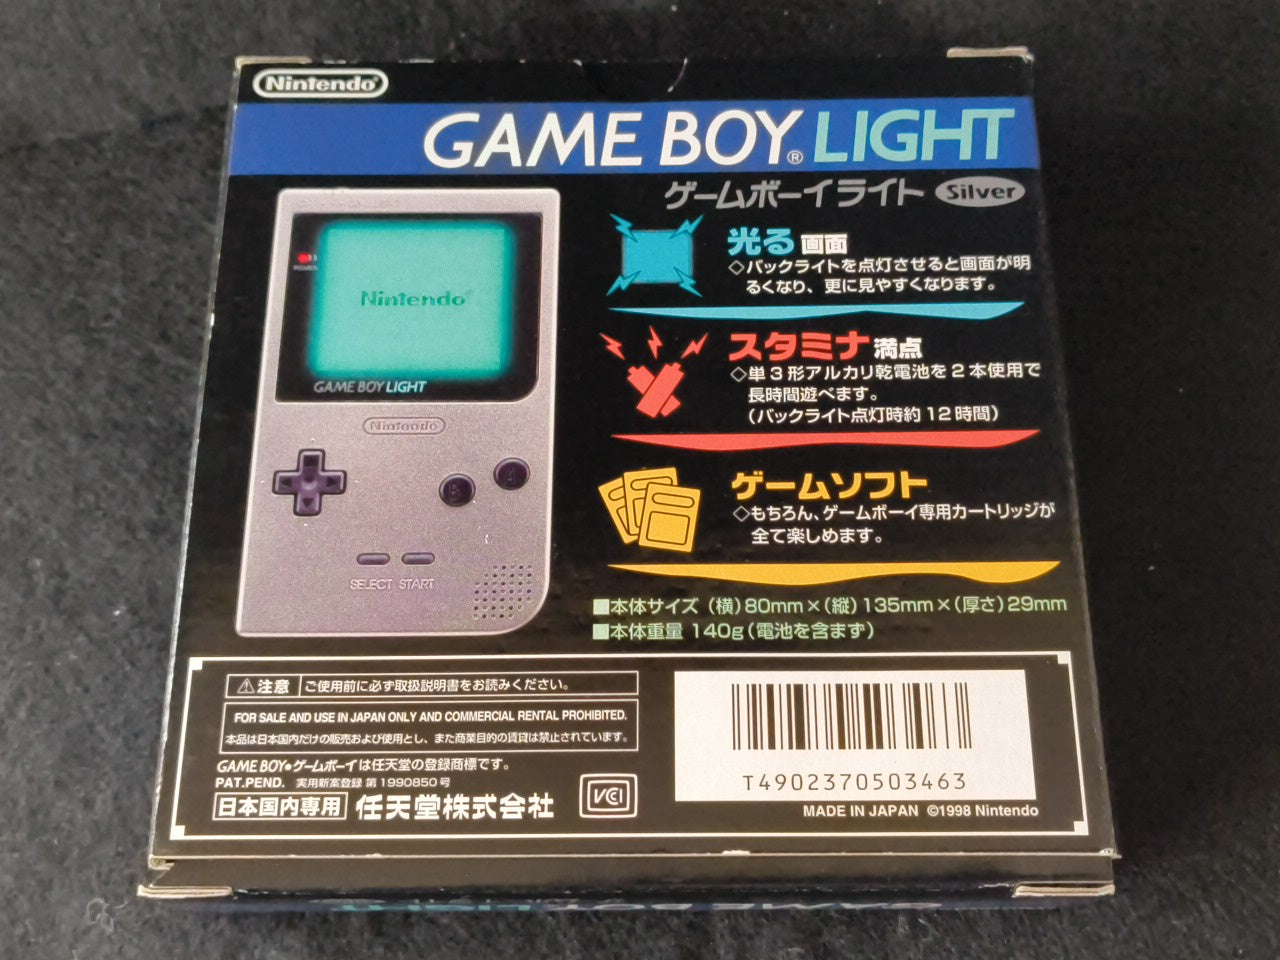 Nintendo®
GAME BOY® LIGHT
ゲームボーイライト Silver
光る画面
◇バックライトを点灯させると画面が明
るくなり、更に見やすくなります。
スタミナ満点
◇単3形アルカリ乾電池を2本使用で
長時間遊べます。
(バックライト点灯時約12時間)
ゲームソフト
◇もちろん、ゲームボーイ専用カートリッジが
全て楽しめます。
■本体サイズ (横)80mm×(縦)135mm×(厚さ)29mm
■本体重量 140g(電池を含まず)
POWER
Nintendo®
GAME BOY LIGHT
Nintendo
B
A
SELECT START
⚠注意 ご使用前に必ず取扱説明書をお読みください。
FOR SALE AND USE IN JAPAN ONLY AND COMMERCIAL RENTAL PROHIBITED.
本品は日本国内だけの販売および使用とし、また商業目的の賃貸は禁止されています。
GAME BOY•ゲームボーイは任天堂の登録商標です。
PAT.PEND. 実用新案登録 第1990850号
日本国内専用 任天堂株式会社
VCI
T4902370503463
MADE IN JAPAN ©1998 Nintendo